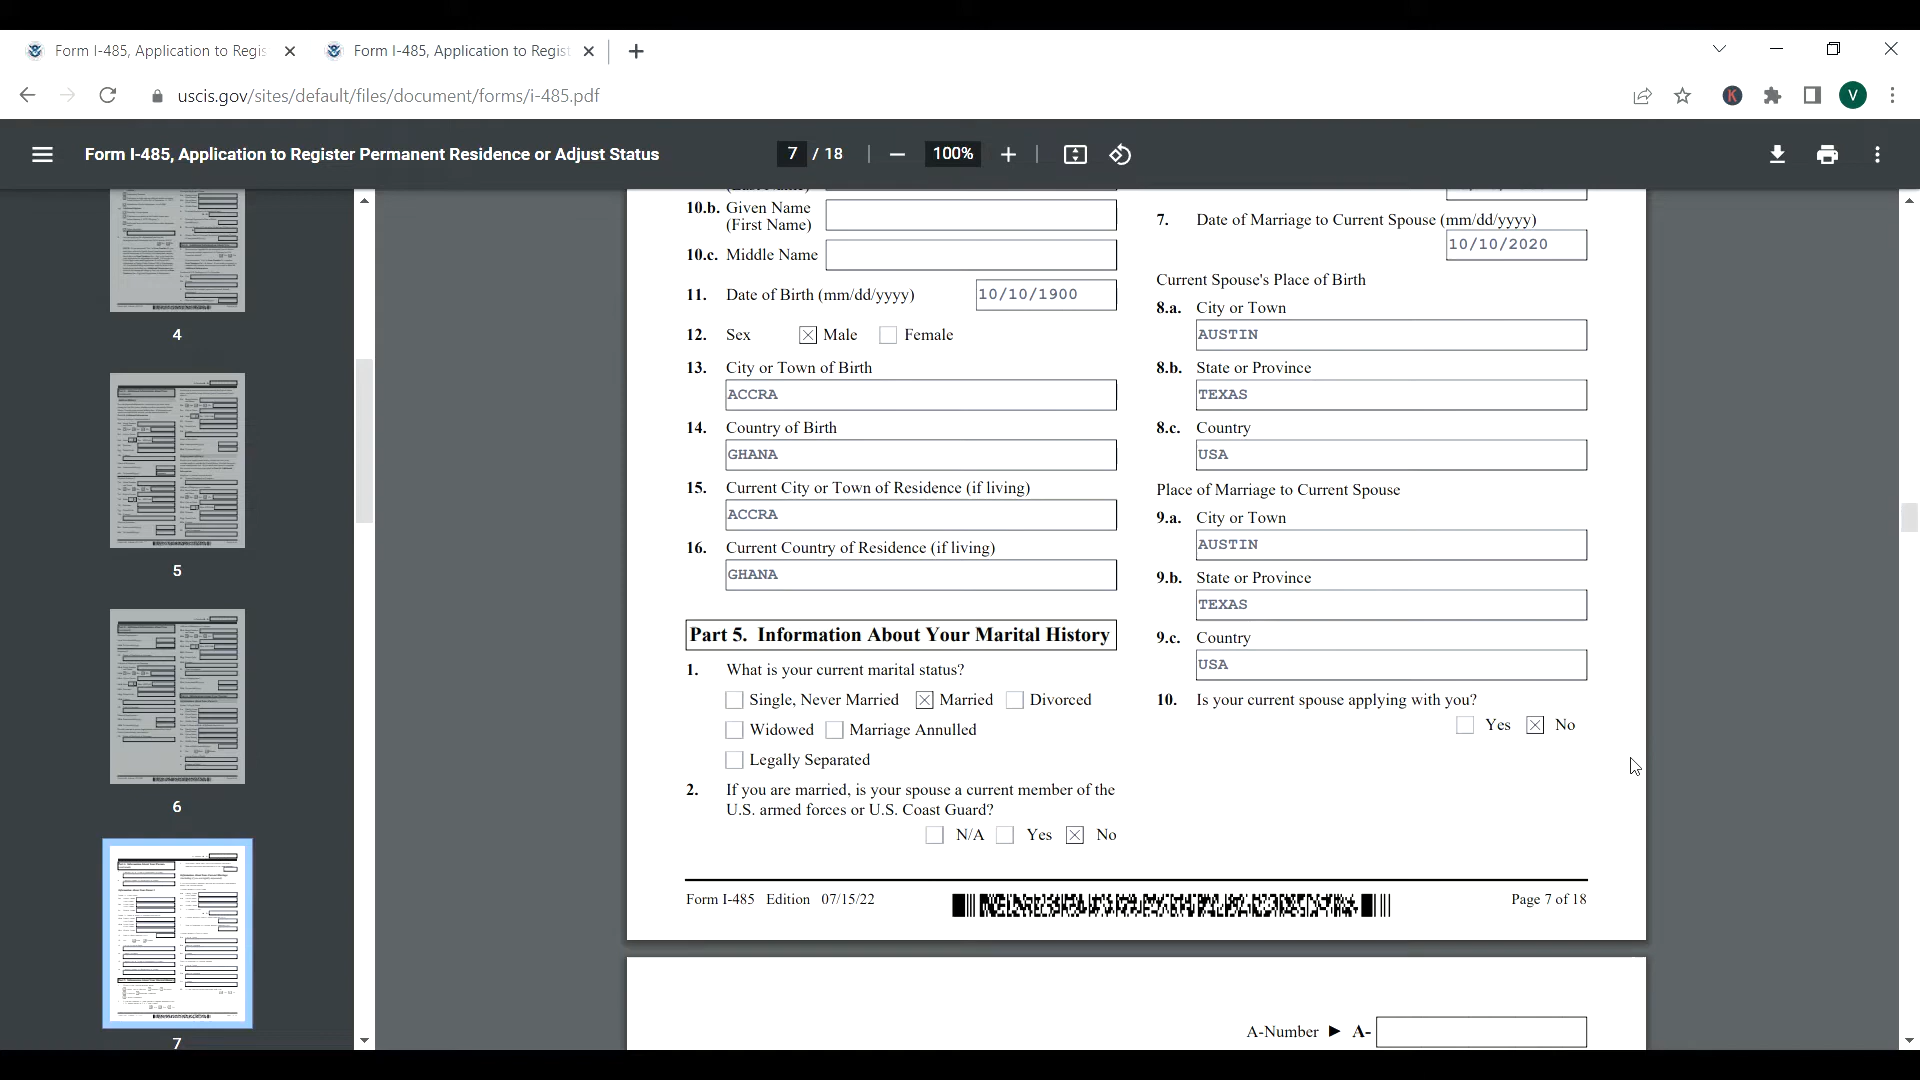 Form I-485, Application to Regis
Form I-485, Application to Regist
uscis.gov/sites/default/files/document/forms/i-485.pdf
K
V
Form I-485, Application to Register Permanent Residence or Adjust Status
7 / 18
100%
4
5
6
7
10.b. Given Name
(First Name)
10.c. Middle Name
11. Date of Birth (mm/dd/yyyy) 10/10/1900
12. Sex Male Female
13. City or Town of Birth
ACCRA
14. Country of Birth
GHANA
15. Current City or Town of Residence (if living)
ACCRA
16. Current Country of Residence (if living)
GHANA
Part 5. Information About Your Marital History
1. What is your current marital status?
Single, Never Married Married Divorced
Widowed Marriage Annulled
Legally Separated
2. If you are married, is your spouse a current member of the
U.S. armed forces or U.S. Coast Guard?
N/A Yes No
7. Date of Marriage to Current Spouse (mm/dd/yyyy)
10/10/2020
Current Spouse's Place of Birth
8.a. City or Town
AUSTIN
8.b. State or Province
TEXAS
8.c. Country
USA
Place of Marriage to Current Spouse
9.a. City or Town
AUSTIN
9.b. State or Province
TEXAS
9.c. Country
USA
10. Is your current spouse applying with you?
Yes No
Form I-485 Edition 07/15/22
Page 7 of 18
A-Number ► A-